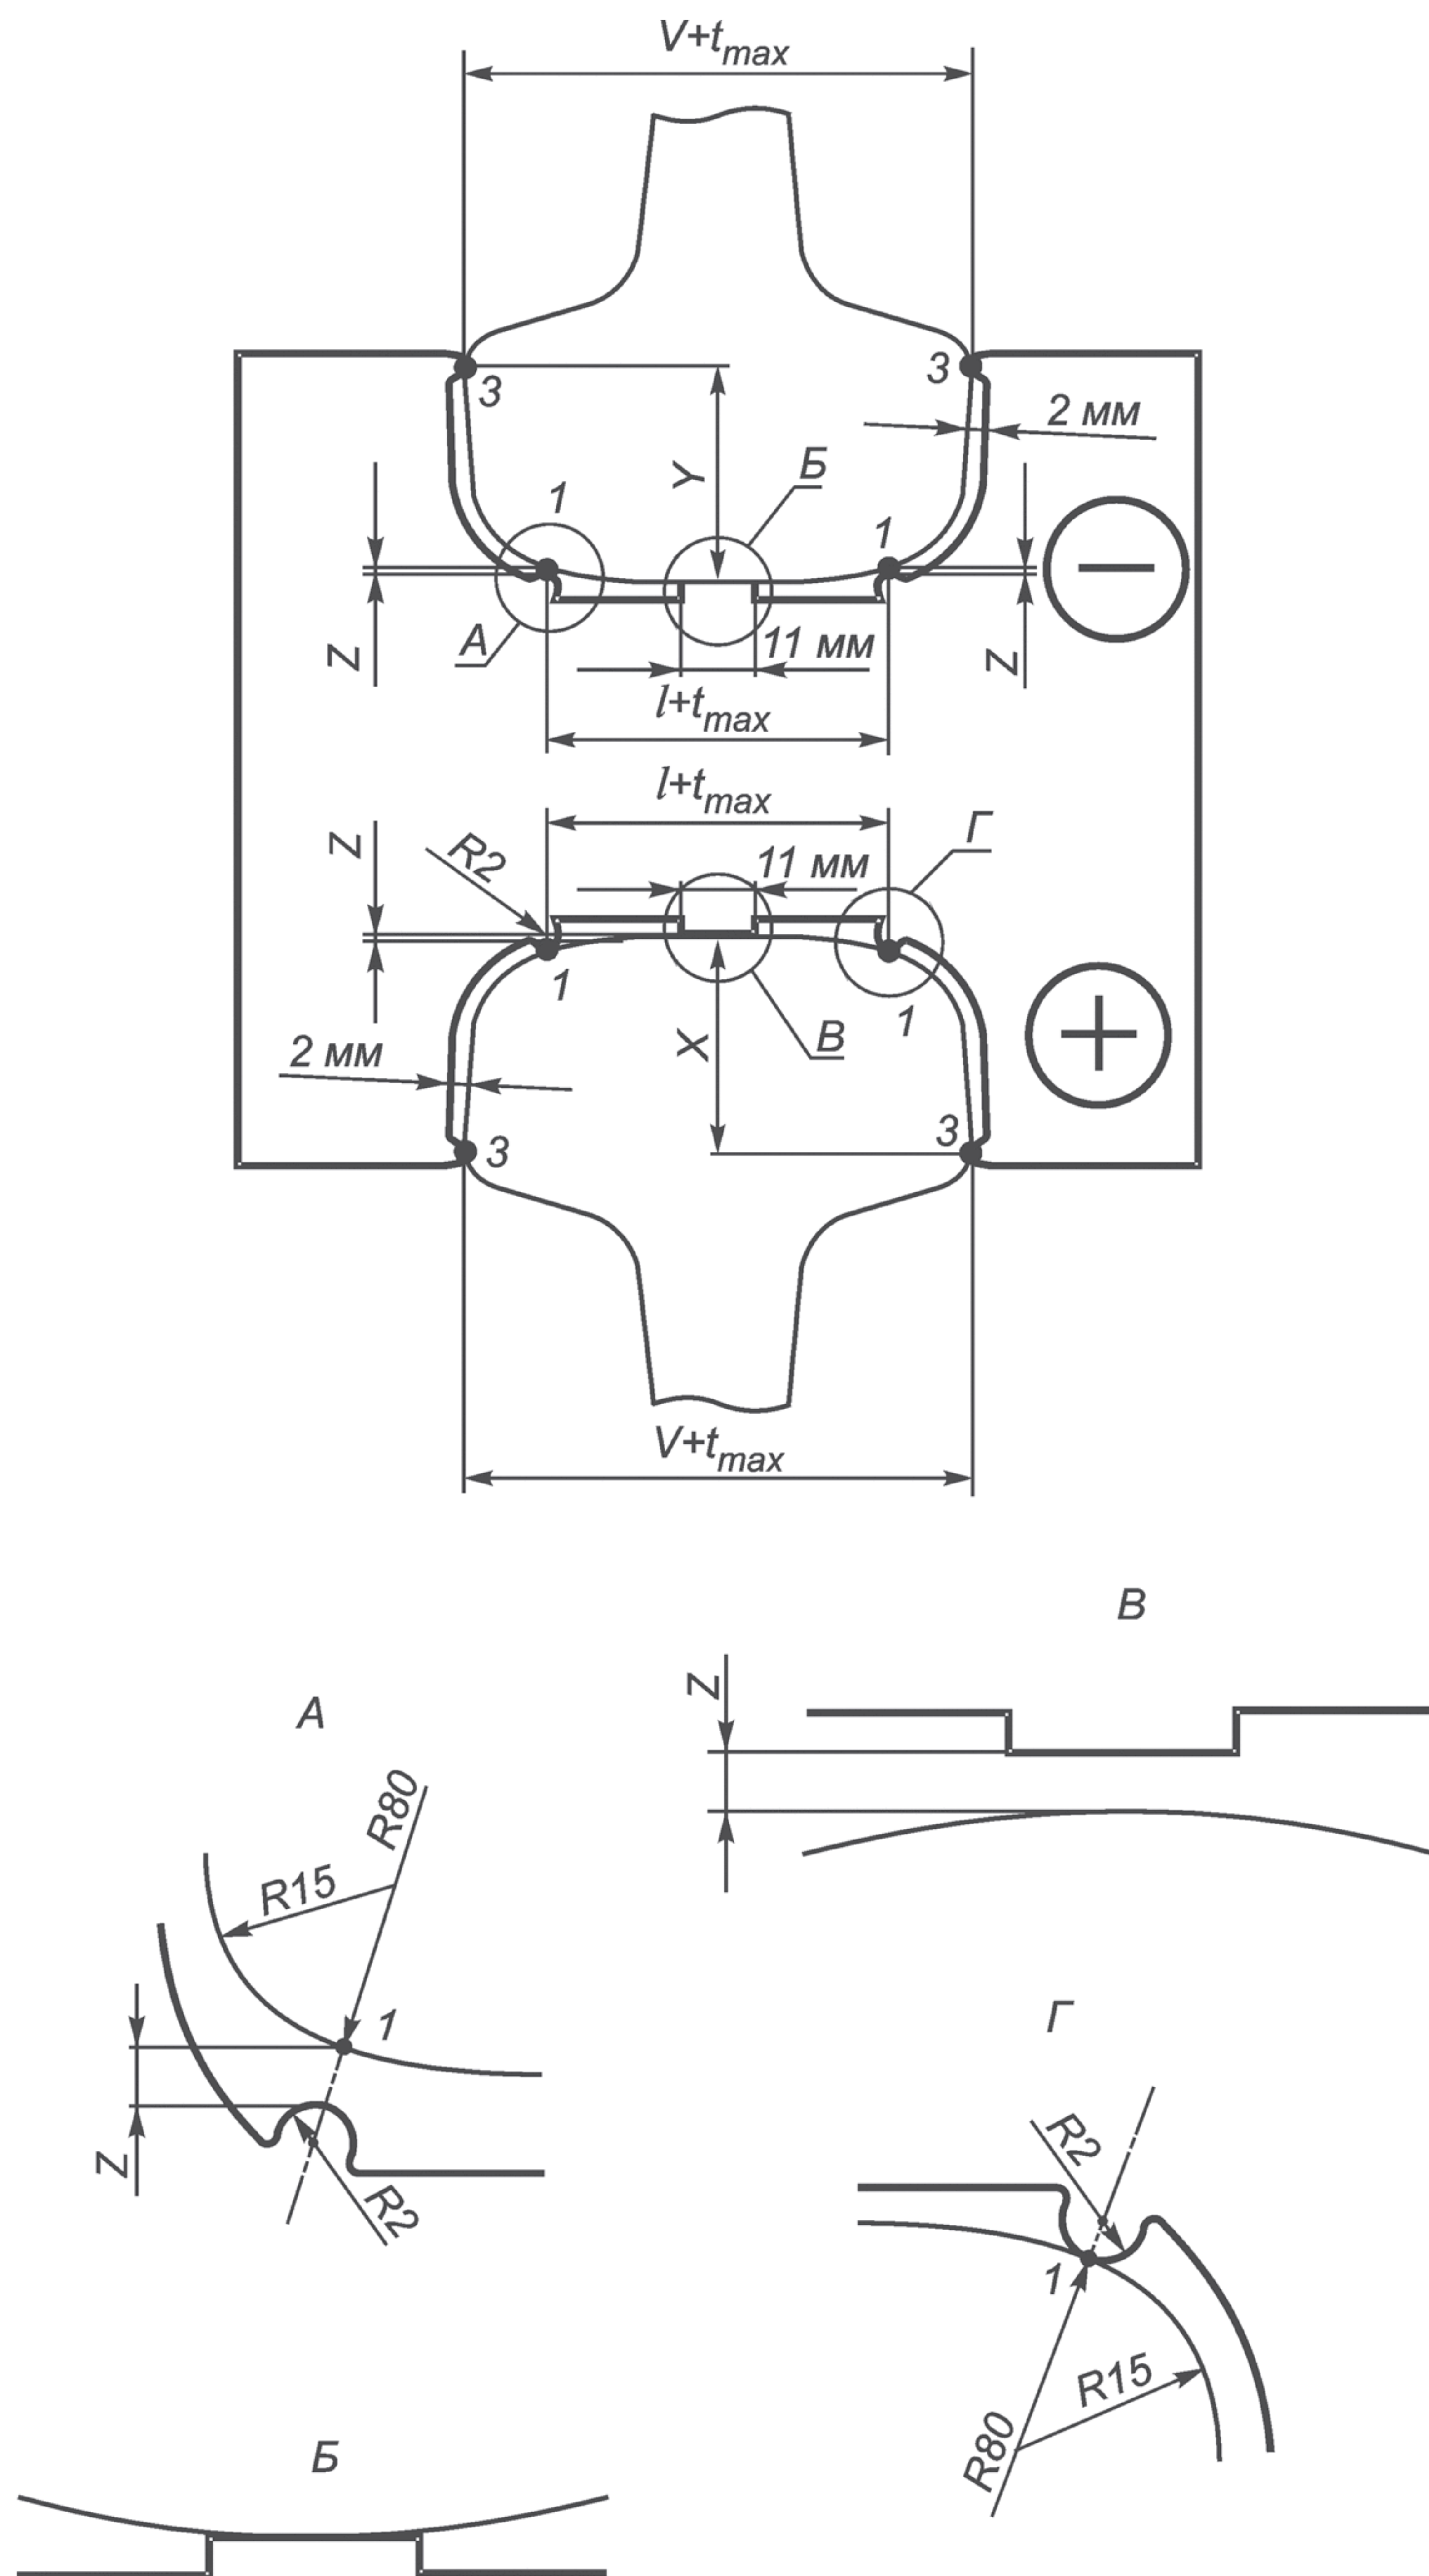 V+tmax
3
3
2 мм
Y
Б
1
1
−
А
Z
Z
11 мм
l+tmax
l+tmax
Z
R2
11 мм
Г
1
1
2 мм
X
В
+
3
3
V+tmax
В
Z
А
R80
R15
1
Z
R2
Г
R2
1
R15
R80
Б